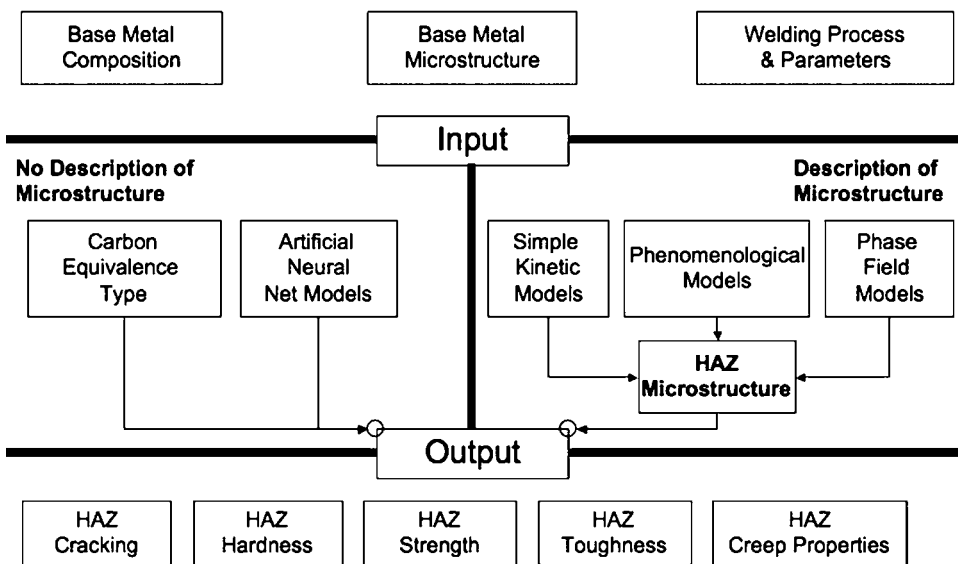 Base Metal
Composition
Base Metal
Microstructure
Welding Process
& Parameters
Input
No Description of
Microstructure
Description of
Microstructure
Carbon
Equivalence
Type
Artificial
Neural
Net Models
Simple
Kinetic
Models
Phenomenological
Models
Phase
Field
Models
HAZ
Microstructure
Output
HAZ
Cracking
HAZ
Hardness
HAZ
Strength
HAZ
Toughness
HAZ
Creep Properties